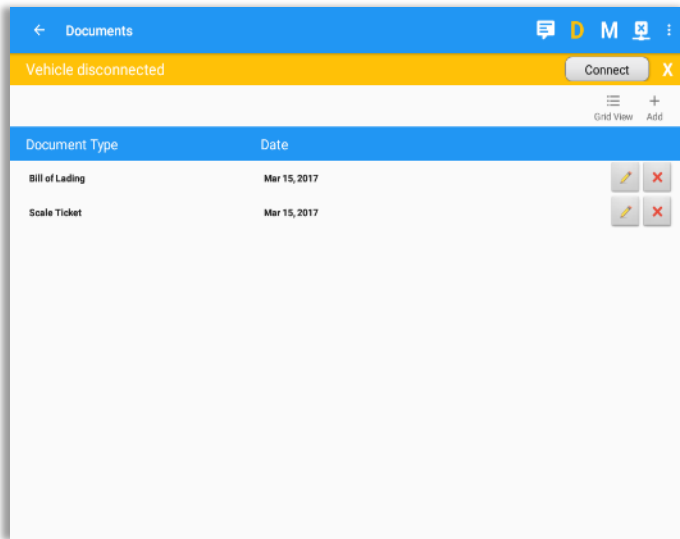 Documents D M
Vehicle disconnected Connect X
Grid View Add
Document Type Date
Bill of Lading Mar 15, 2017
Scale Ticket Mar 15, 2017